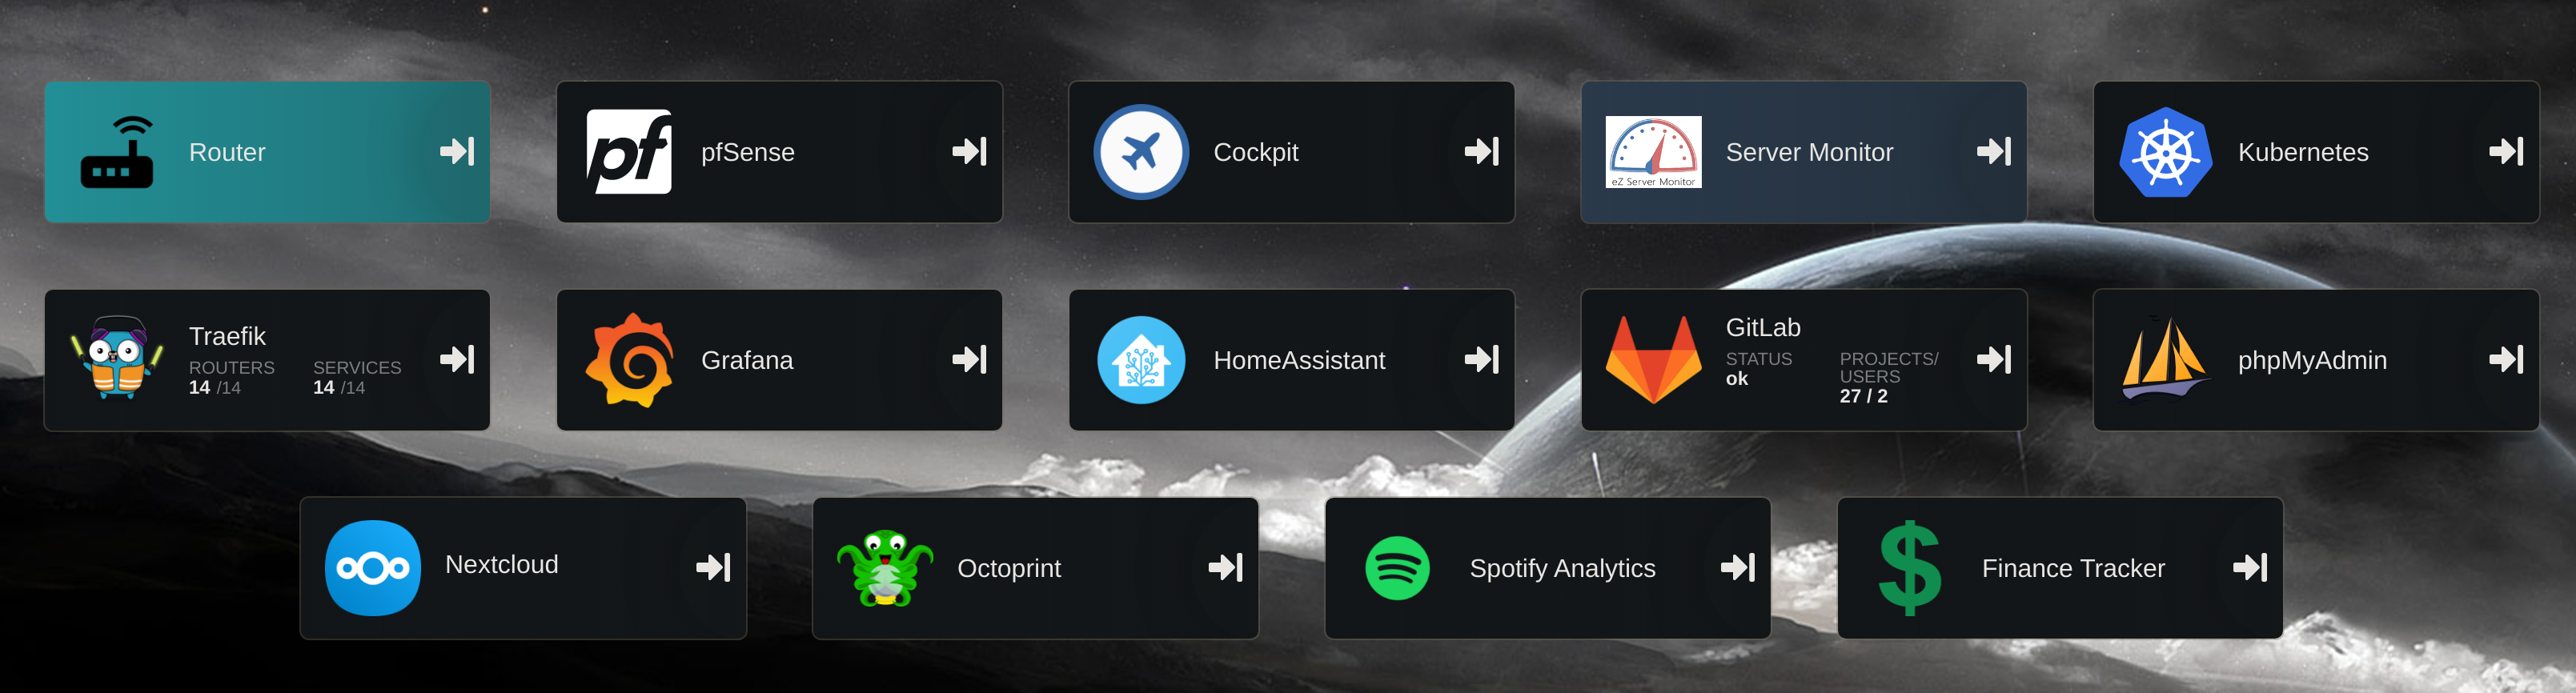 Router
pf
pfSense
Cockpit
eZ Server Monitor
Server Monitor
Kubernetes
Traefik
ROUTERS SERVICES
14 /14 14 /14
Grafana
HomeAssistant
GitLab
STATUS PROJECTS/
USERS
ok
27 / 2
phpMyAdmin
Nextcloud
Octoprint
Spotify Analytics
$
Finance Tracker